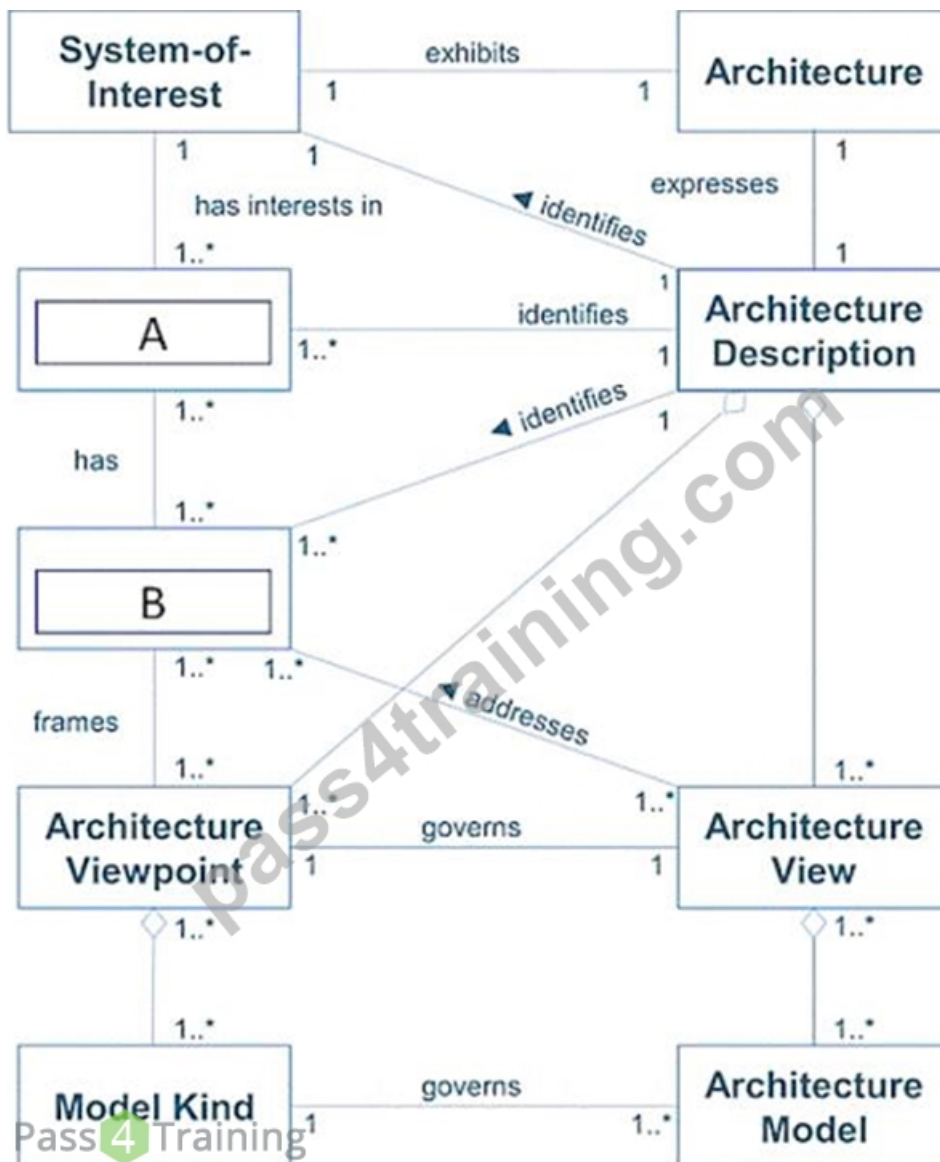 System-of-
Interest
exhibits
1
1
Architecture
1
1
1
has interests in
expresses
◄ identifies
1..*
1
1
A
identifies
1..*
1
Architecture
Description
1..*
◄ identifies
1
has
1..*
1..*
B
1..*
1..*
◄ addresses
frames
1..*
1..*
1..*
1..*
Architecture
Viewpoint
governs
1
1
Architecture
View
1..*
1..*
1..*
1..*
Model Kind
governs
1
1..*
Architecture
Model
pass4training.com
Pass 4 Training